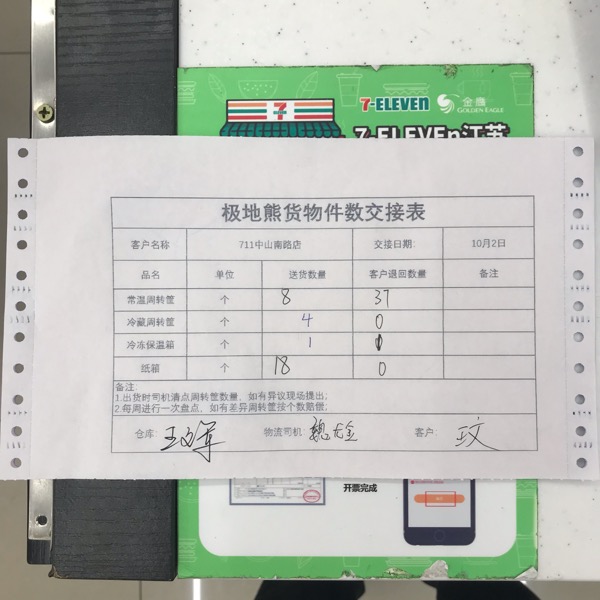 7-ELEVEn 金鹰
GOLDEN EAGLE
7
7-ELEVEn江苏
极地熊货物件数交接表
客户名称 711中山南路店 交接日期: 10月2日
品名 单位 送货数量 客户退回数量 备注
常温周转筐 个 8 37
冷藏周转筐 个 4 0
冷冻保温箱 个 1
纸箱 个 18 0
备注:
1.出货时司机清点周转筐数量，如有异议现场提出;
2.每周进行一次盘点，如有差异周转筐按个数赔偿;
仓库: 物流司机: 客户:
开票完成